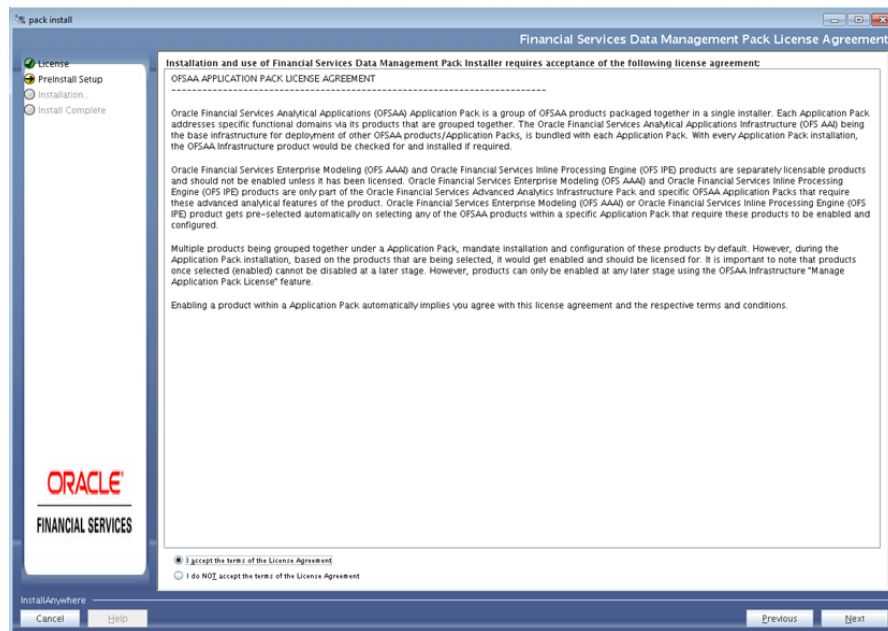 pack install
Financial Services Data Management Pack License Agreement
License
PreInstall Setup
Installation..
Install Complete
Installation and use of Financial Services Data Management Pack Installer requires acceptance of the following license agreement:
OFSAA APPLICATION PACK LICENSE AGREEMENT
------------------------------------------------------------------------
Oracle Financial Services Analytical Applications (OFSAA) Application Pack is a group of OFSAA products packaged together in a single installer. Each Application Pack
addresses specific functional domains via its products that are grouped together. The Oracle Financial Services Analytical Applications Infrastructure (OFS AAI) being
the base infrastructure for deployment of other OFSAA products/Application Packs, is bundled with each Application Pack. With every Application Pack installation,
the OFSAA Infrastructure product would be checked for and installed if required.
Oracle Financial Services Enterprise Modeling (OFS AAAI) and Oracle Financial Services Inline Processing Engine (OFS IPE) products are separately licensable products
and should not be enabled unless it has been licensed. Oracle Financial Services Enterprise Modeling (OFS AAAI) and Oracle Financial Services Inline Processing
Engine (OFS IPE) products are only part of the Oracle Financial Services Advanced Analytics Infrastructure Pack and specific OFSAA Application Packs that require
these advanced analytical features of the product. Oracle Financial Services Enterprise Modeling (OFS AAAI) or Oracle Financial Services Inline Processing Engine (OFS
IPE) product gets pre-selected automatically on selecting any of the OFSAA products within a specific Application Pack that require these products to be enabled and
configured.
Multiple products being grouped together under a Application Pack, mandate installation and configuration of these products by default. However, during the
Application Pack installation, based on the products that are being selected, it would get enabled and should be licensed for. It is important to note that products
once selected (enabled) cannot be disabled at a later stage. However, products can only be enabled at any later stage using the OFSAA Infrastructure "Manage
Application Pack License" feature.
Enabling a product within a Application Pack automatically implies you agree with this license agreement and the respective terms and conditions.
ORACLE
FINANCIAL SERVICES
I accept the terms of the License Agreement
I do NOT accept the terms of the License Agreement
InstallAnywhere
Cancel
Help
Previous
Next